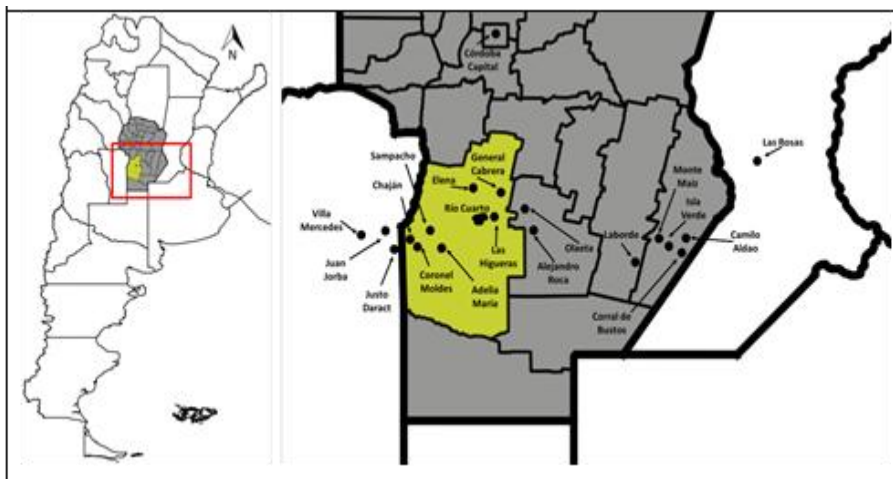 N
Córdoba
Capital
Las Rosas
Sampacho
General
Cabrera
Monte
Maíz
Elena
Chaján
Isla
Verde
Villa
Mercedes
Río Cuarto
Laborde
Camilo
Aldao
Olaeta
Juan
Jorba
Las
Higueras
Alejandro
Roca
Coronel
Moldes
Justo
Daract
Adelia
María
Corral de
Bustos